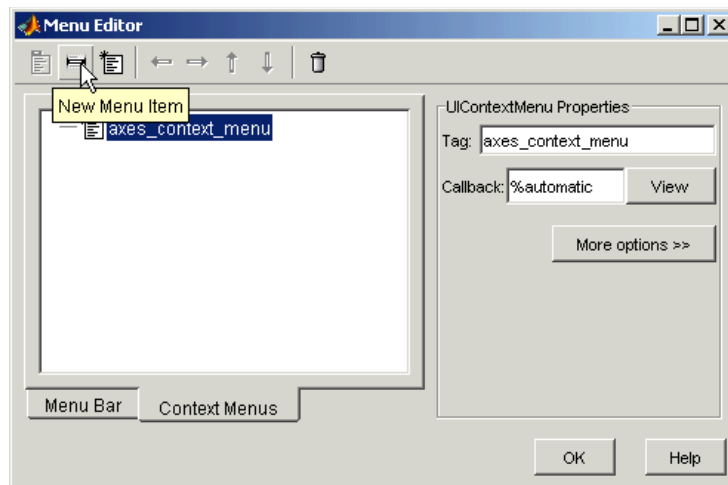 Menu Editor
New Menu Item
axes_context_menu
UIContextMenu Properties
Tag: axes_context_menu
Callback: %automatic View
More options >>
Menu Bar Context Menus
OK Help